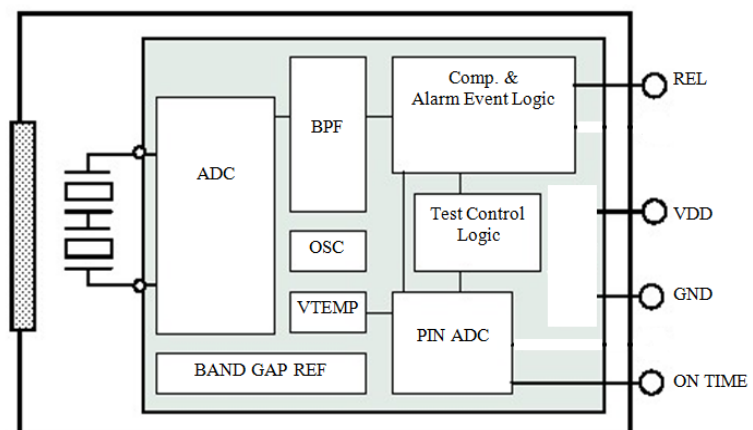 Comp. &
Alarm Event Logic
REL
BPF
ADC
Test Control
Logic
VDD
OSC
VTEMP
GND
PIN ADC
BAND GAP REF
ON TIME